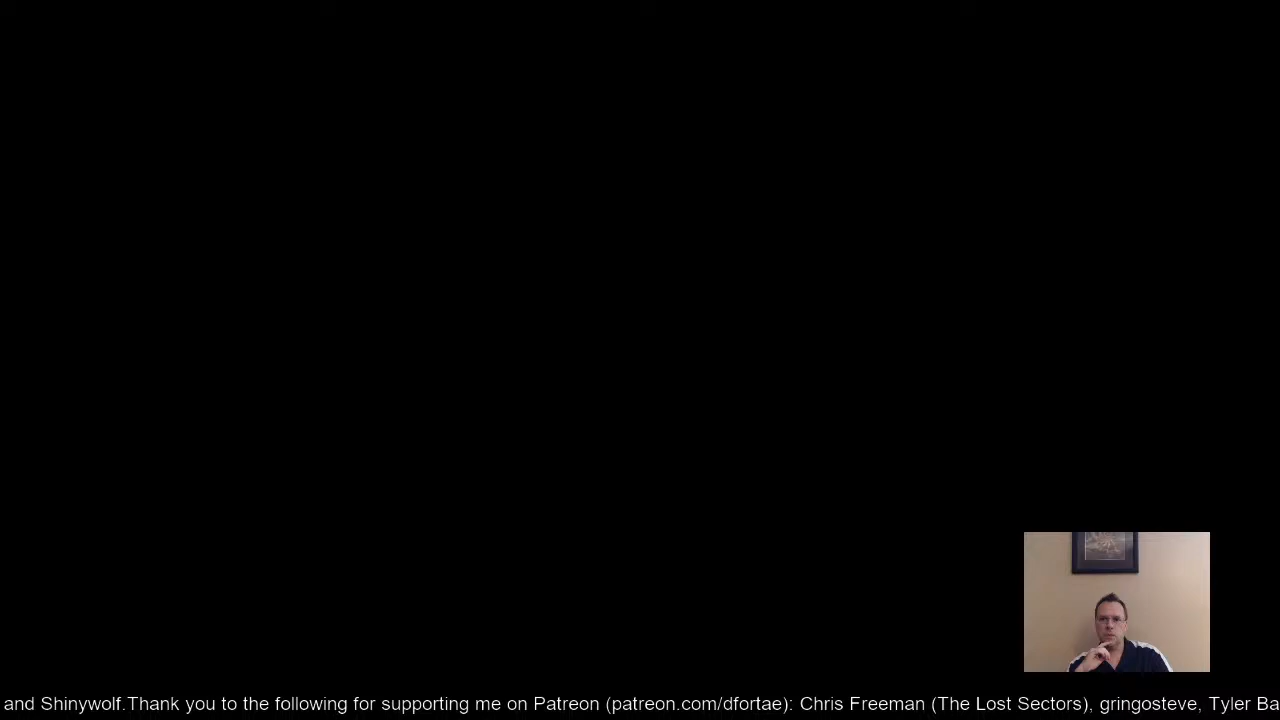 and Shinywolf.Thank you to the following for supporting me on Patreon (patreon.com/dfortae): Chris Freeman (The Lost Sectors), gringosteve, Tyler Ba